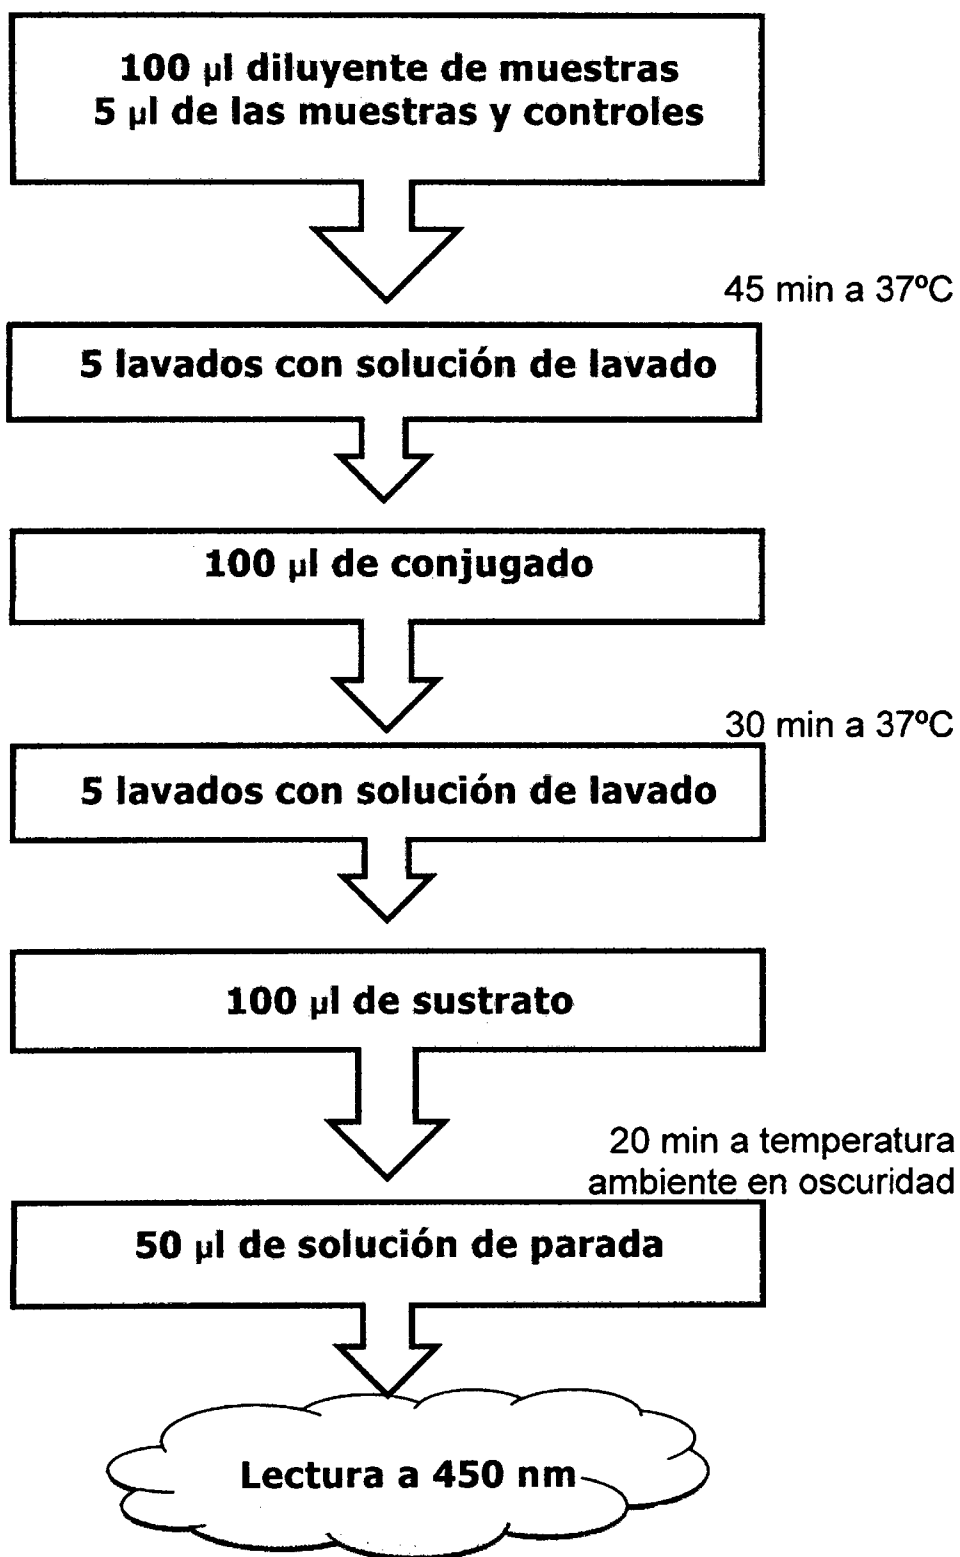 100 µl diluyente de muestras
5 µl de las muestras y controles
45 min a 37ºC
5 lavados con solución de lavado
100 µl de conjugado
30 min a 37ºC
5 lavados con solución de lavado
100 µl de sustrato
20 min a temperatura
ambiente en oscuridad
50 µl de solución de parada
Lectura a 450 nm